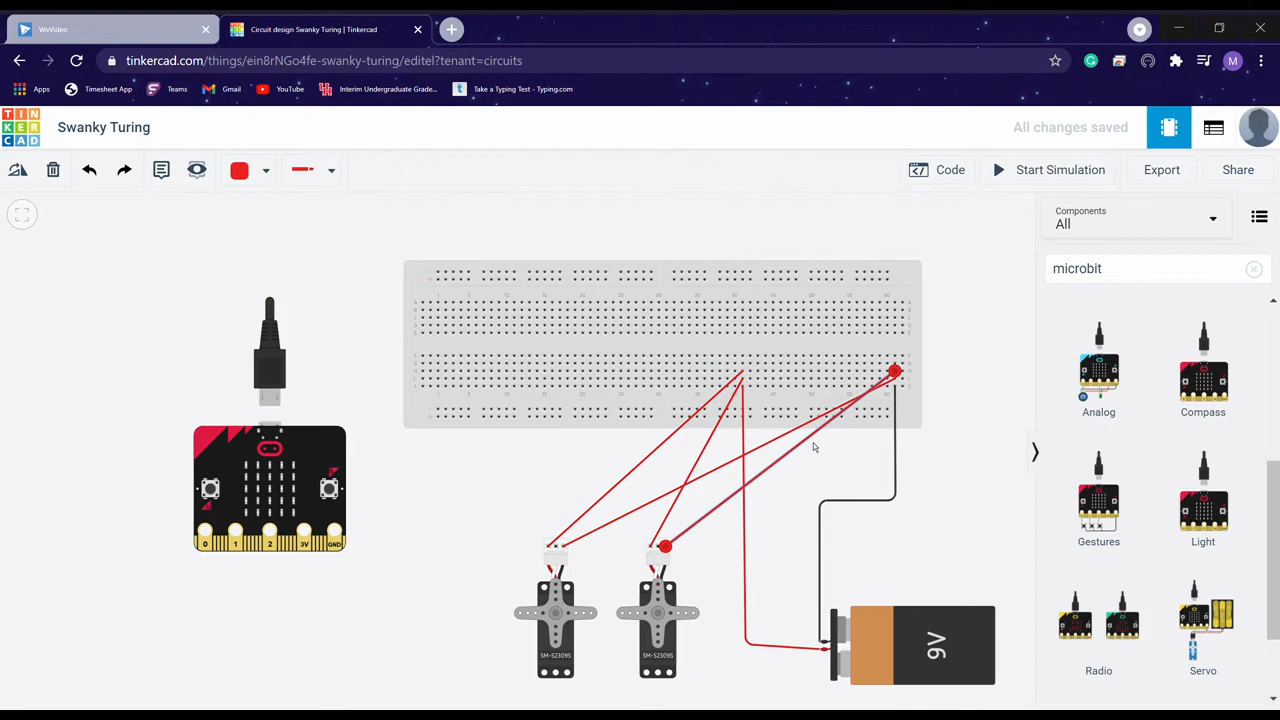 WeVideo
Circuit design Swanky Turing | Tinkercad
tinkercad.com/things/ein8rNGo4fe-swanky-turing/editel?tenant=circuits
M
Apps
Timesheet App
Teams
Gmail
YouTube
Interim Undergraduate Grade...
Take a Typing Test - Typing.com
TIN
KER
CAD
Swanky Turing
All changes saved
Code
Start Simulation
Export
Share
Components
All
microbit
Analog
Compass
Gestures
Light
Radio
Servo
0 1 2 3V GND
SM-S2309S
SM-S2309S
9V